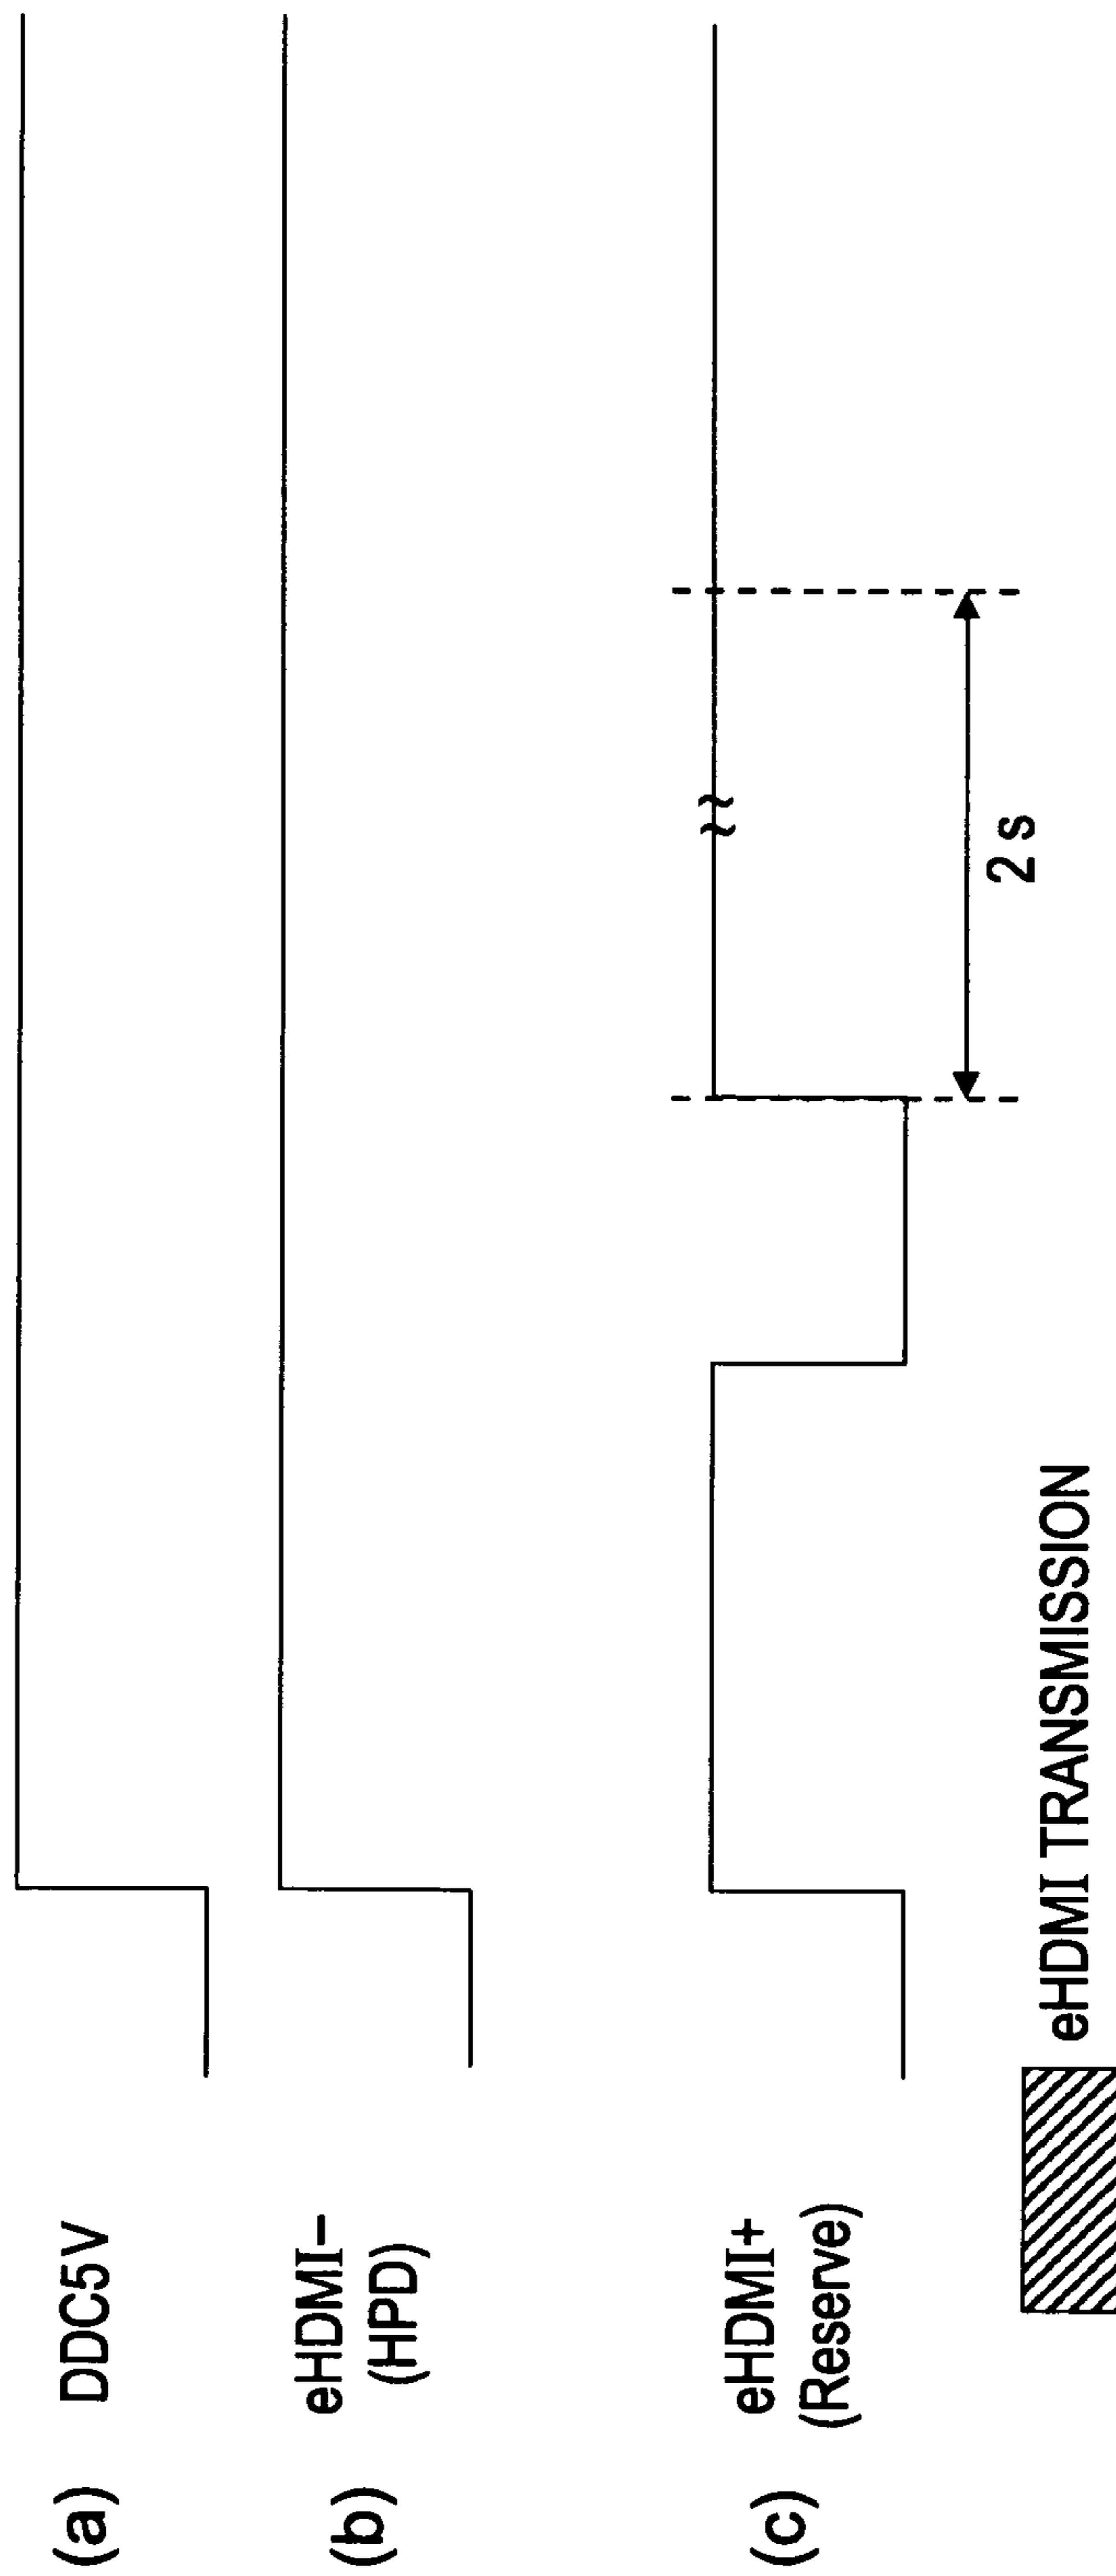 (a) DDC5V
(b) eHDMI−
(HPD)
(c) eHDMI+
(Reserve)
2 s
eHDMI TRANSMISSION